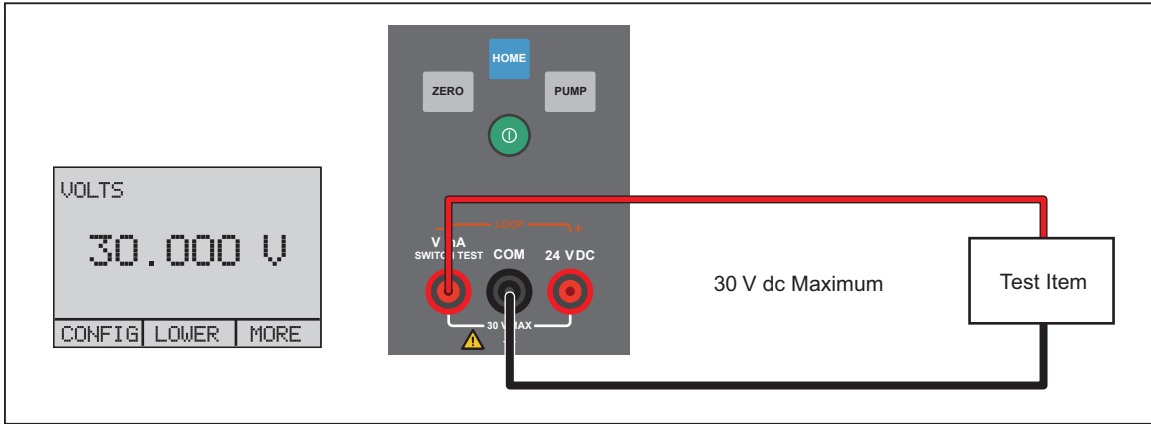 HOME
ZERO
PUMP
VOLTS
30.000 V
CONFIG LOWER MORE
LOOP
- +
V mA
SWITCH TEST COM 24 VDC
30 V MAX
30 V dc Maximum
Test Item